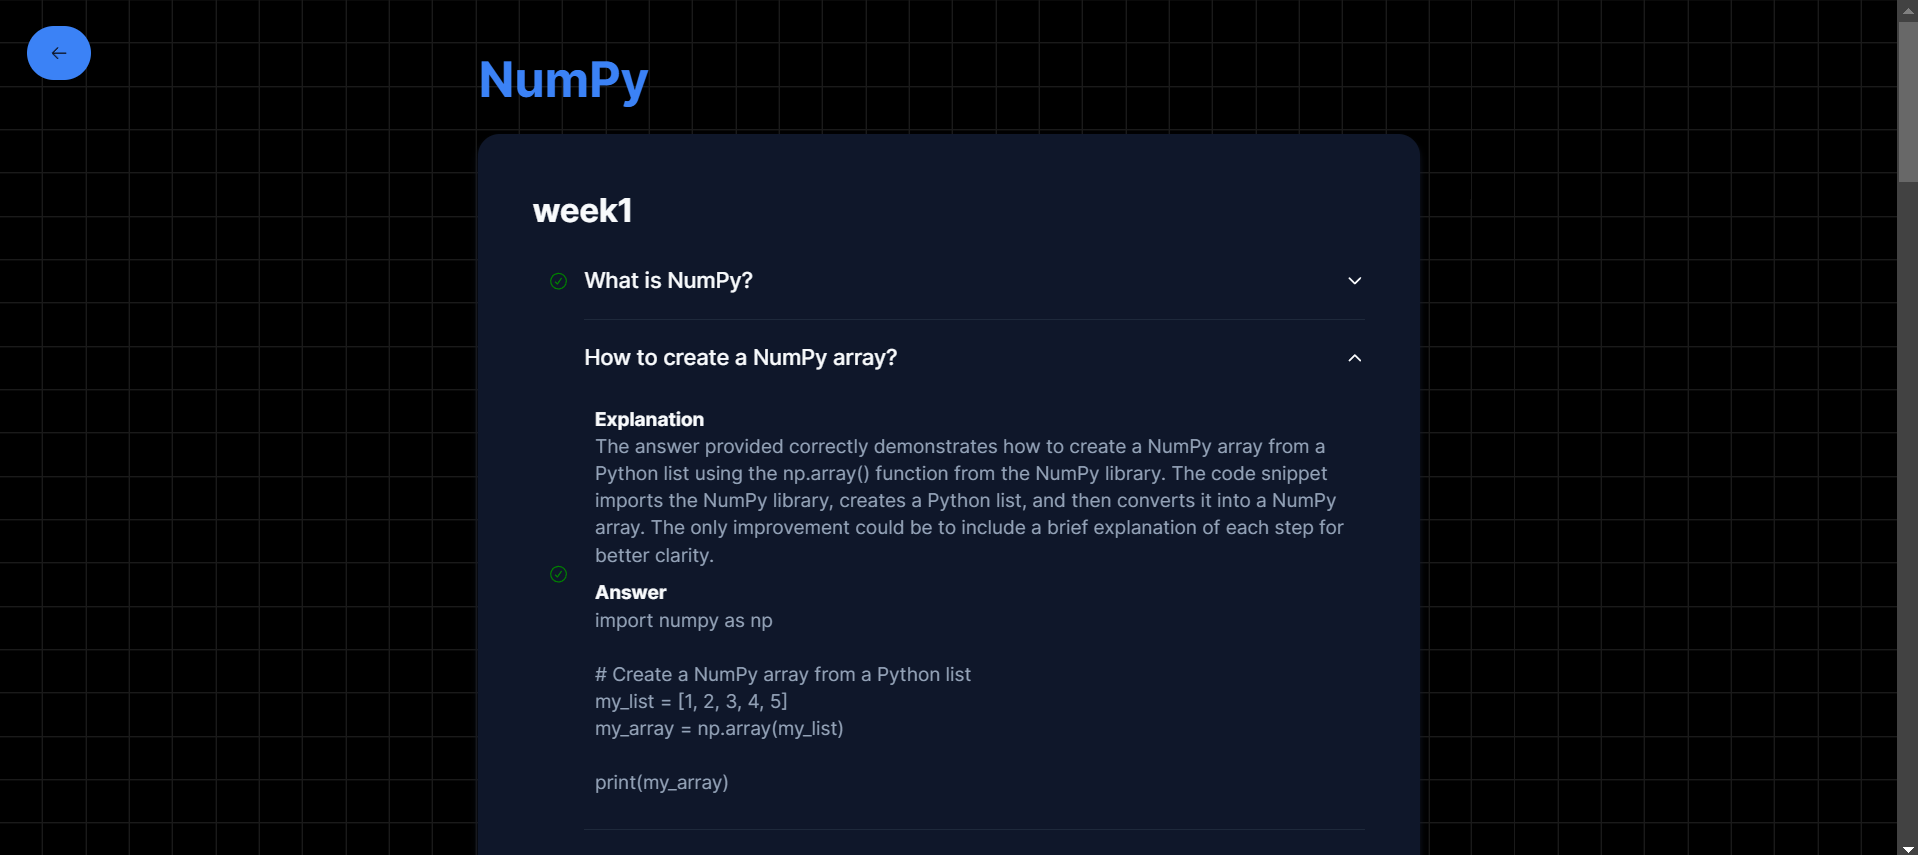 NumPy
week1
What is NumPy?
How to create a NumPy array?
Explanation
The answer provided correctly demonstrates how to create a NumPy array from a
Python list using the np.array() function from the NumPy library. The code snippet
imports the NumPy library, creates a Python list, and then converts it into a NumPy
array. The only improvement could be to include a brief explanation of each step for
better clarity.
Answer
import numpy as np
# Create a NumPy array from a Python list
my_list = [1, 2, 3, 4, 5]
my_array = np.array(my_list)
print(my_array)